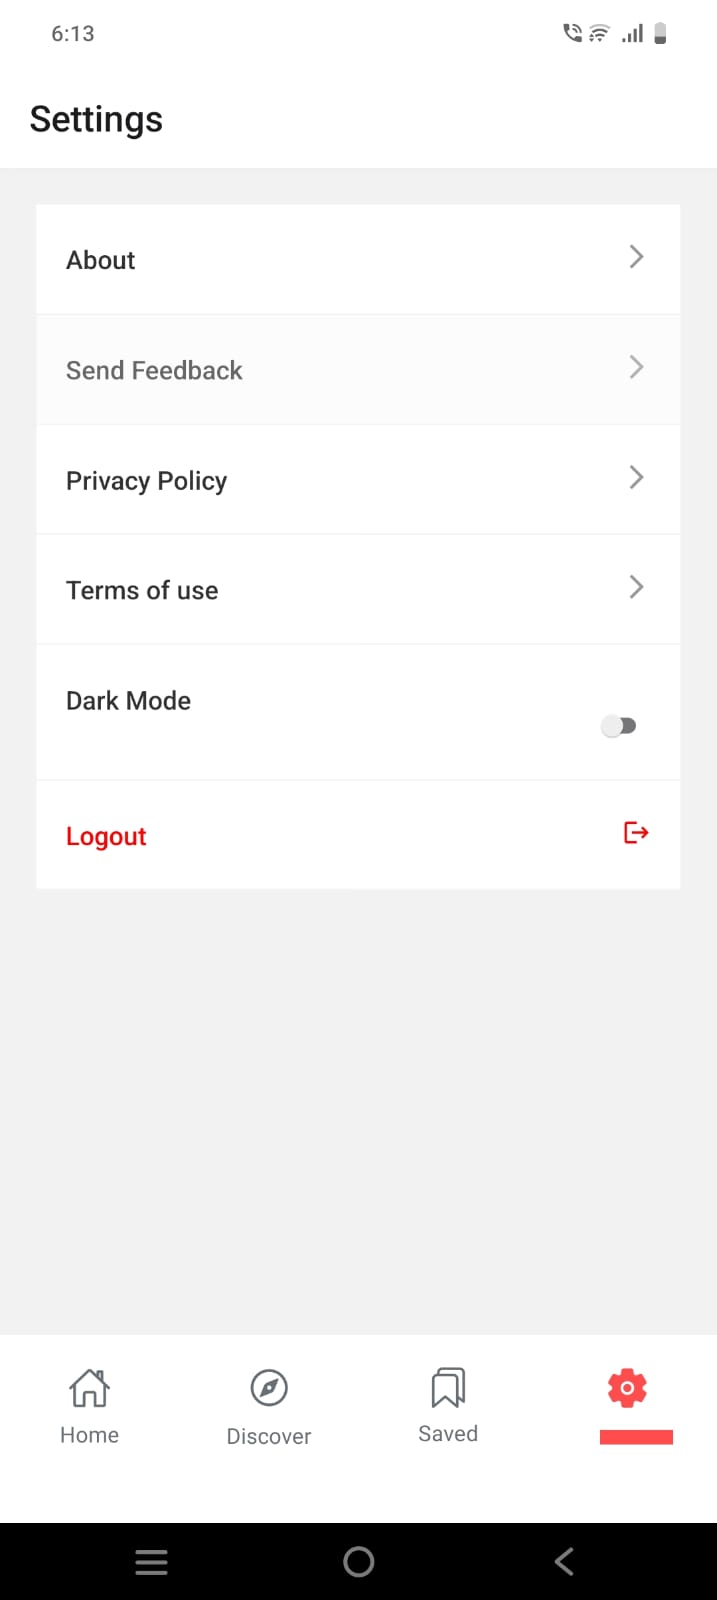 6:13
Settings
About
Send Feedback
Privacy Policy
Terms of use
Dark Mode
Logout
Home
Discover
Saved